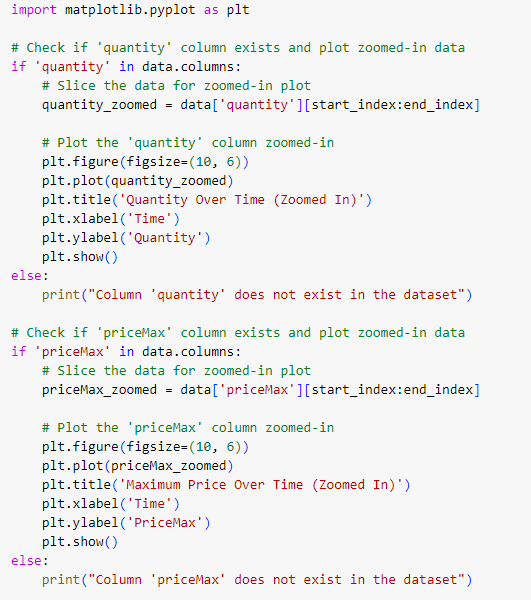 import matplotlib.pyplot as plt

# Check if 'quantity' column exists and plot zoomed-in data
if 'quantity' in data.columns:
    # Slice the data for zoomed-in plot
    quantity_zoomed = data['quantity'][start_index:end_index]

    # Plot the 'quantity' column zoomed-in
    plt.figure(figsize=(10, 6))
    plt.plot(quantity_zoomed)
    plt.title('Quantity Over Time (Zoomed In)')
    plt.xlabel('Time')
    plt.ylabel('Quantity')
    plt.show()
else:
    print("Column 'quantity' does not exist in the dataset")

# Check if 'priceMax' column exists and plot zoomed-in data
if 'priceMax' in data.columns:
    # Slice the data for zoomed-in plot
    priceMax_zoomed = data['priceMax'][start_index:end_index]

    # Plot the 'priceMax' column zoomed-in
    plt.figure(figsize=(10, 6))
    plt.plot(priceMax_zoomed)
    plt.title('Maximum Price Over Time (Zoomed In)')
    plt.xlabel('Time')
    plt.ylabel('PriceMax')
    plt.show()
else:
    print("Column 'priceMax' does not exist in the dataset")